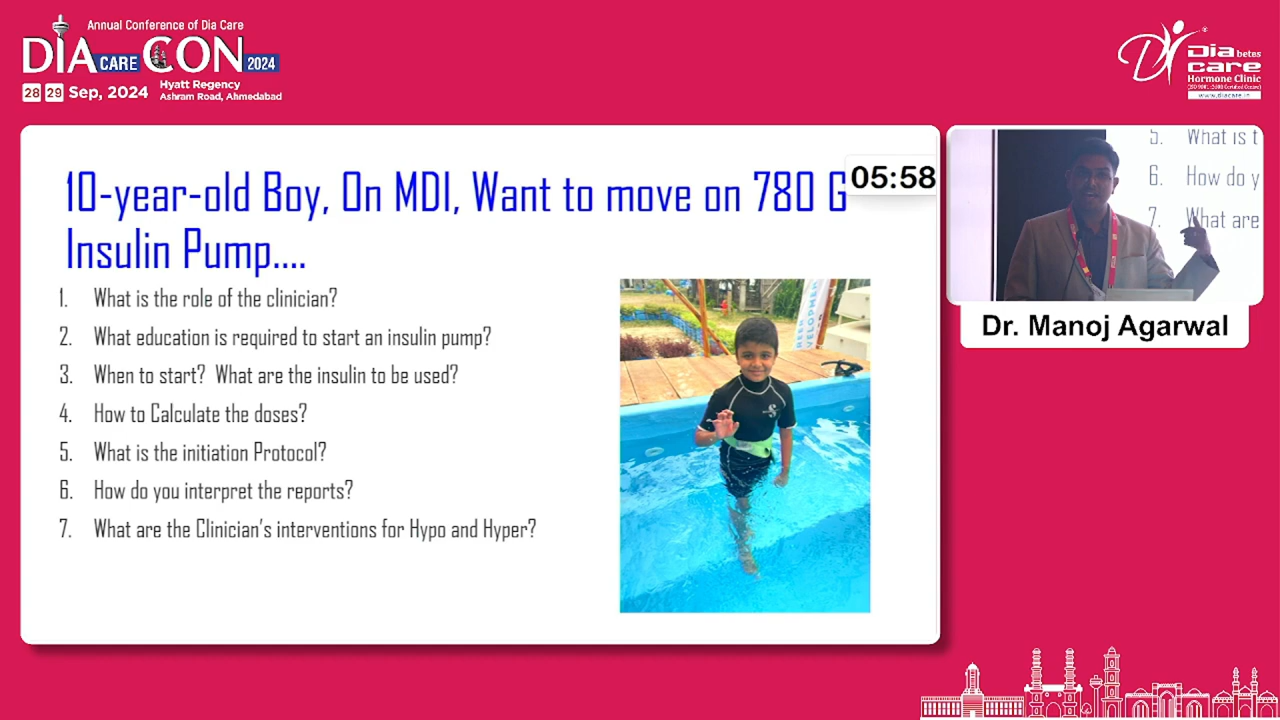 Annual Conference of Dia Care
DIA CARE CON 2024
28 29 Sep, 2024
Hyatt Regency
Ashram Road, Ahmedabad
Diabetes
care
Hormone Clinic
www.diacare.in
05:58
10-year-old Boy, On MDI, Want to move on 780 G
Insulin Pump....
1. What is the role of the clinician?
2. What education is required to start an insulin pump?
3. When to start? What are the insulin to be used?
4. How to Calculate the doses?
5. What is the initiation Protocol?
6. How do you interpret the reports?
7. What are the Clinician's interventions for Hypo and Hyper?
5. What is t
6. How do y
7. What are
Dr. Manoj Agarwal